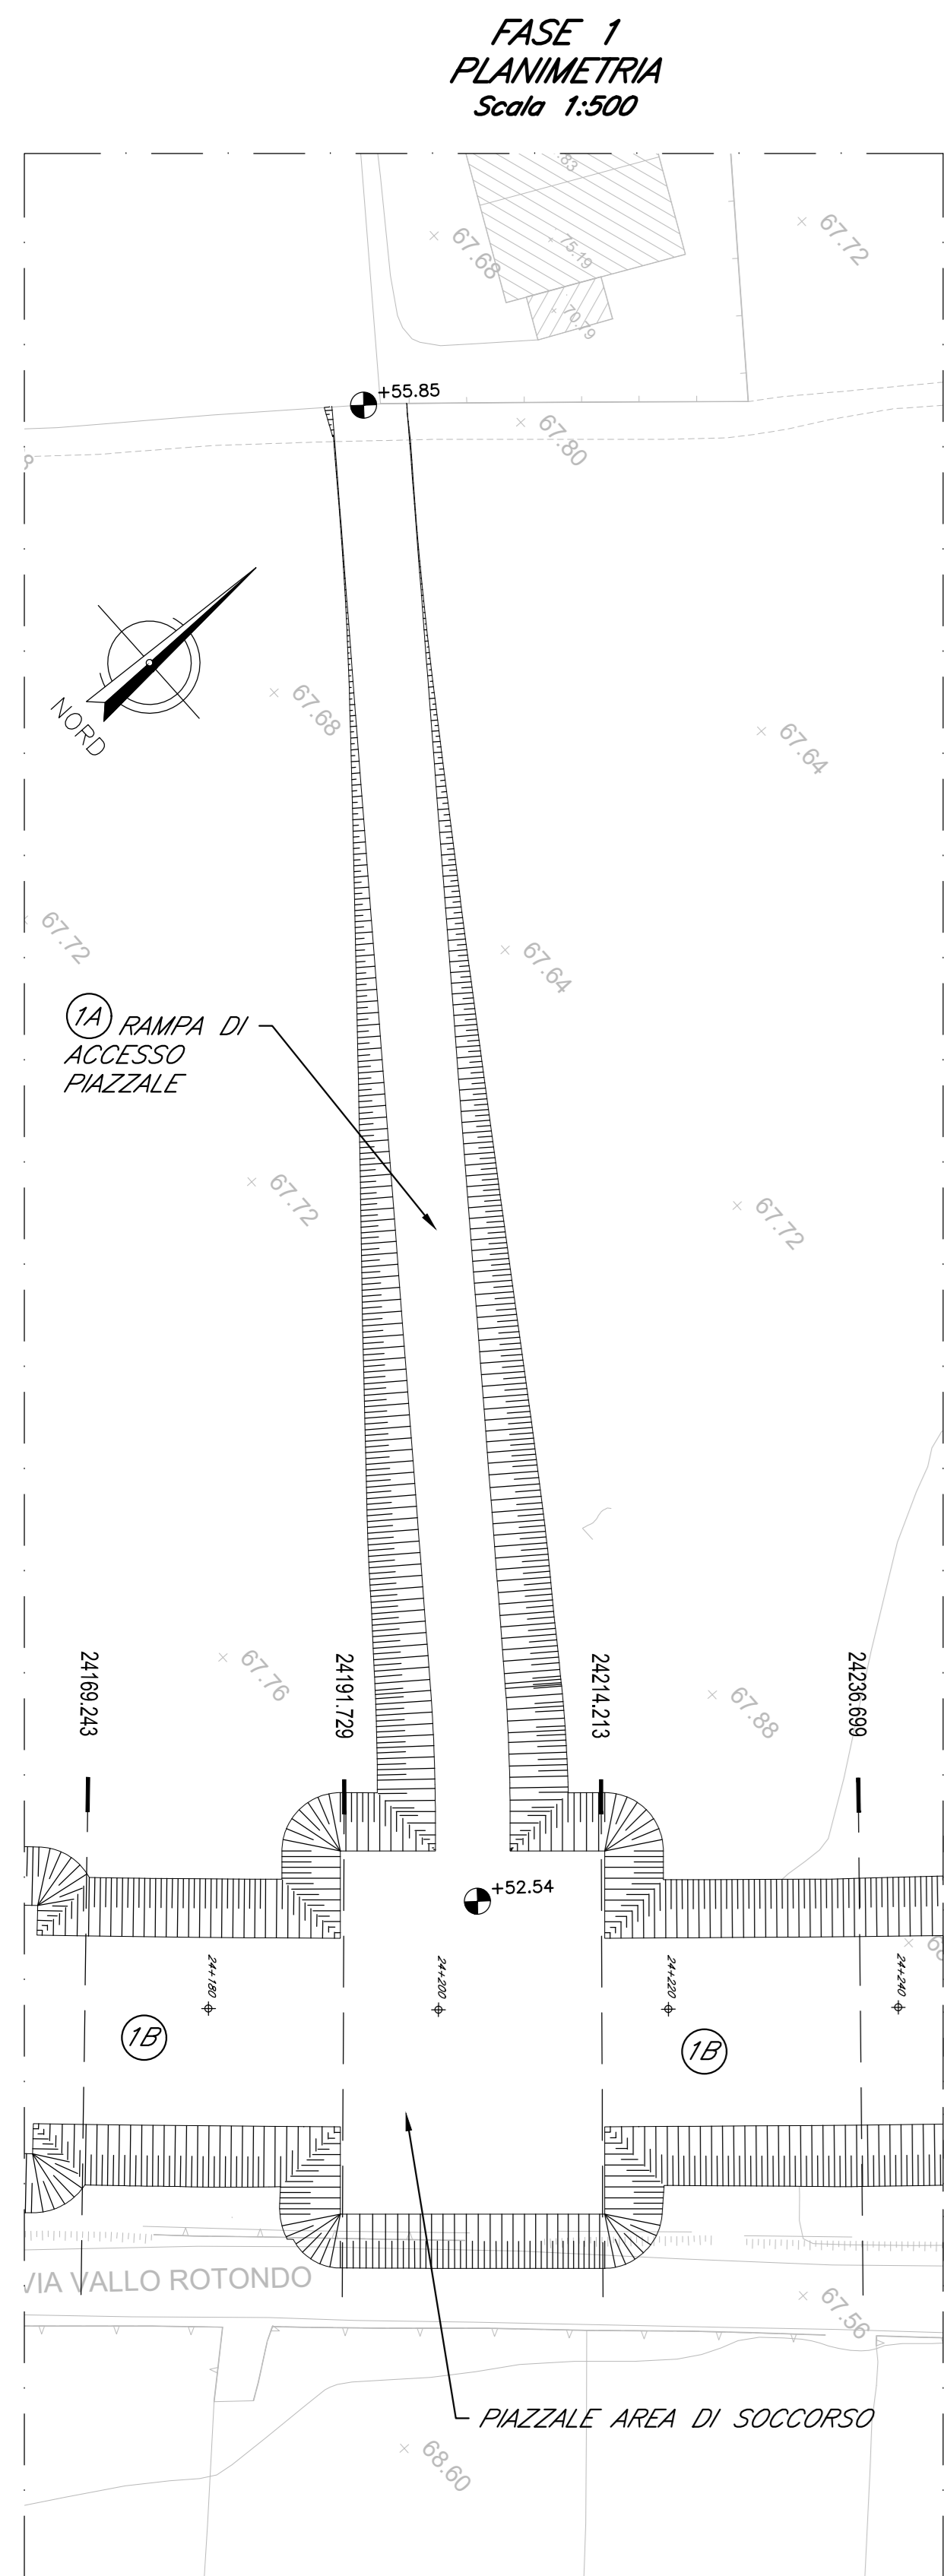 FASE 1
PLANIMETRIA
Scala 1:500
67.68
75.19
70.79
67.72
+55.85
67.80
NORD
67.68
67.64
67.72
67.64
1A RAMPA DI
ACCESSO
PIAZZALE
67.72
67.72
24169.243
67.76
24191.729
24214.213
67.88
24236.699
+52.54
24+180
24+200
24+220
24+240
1B
1B
VIA VALLO ROTONDO
67.56
PIAZZALE AREA DI SOCCORSO
68.60